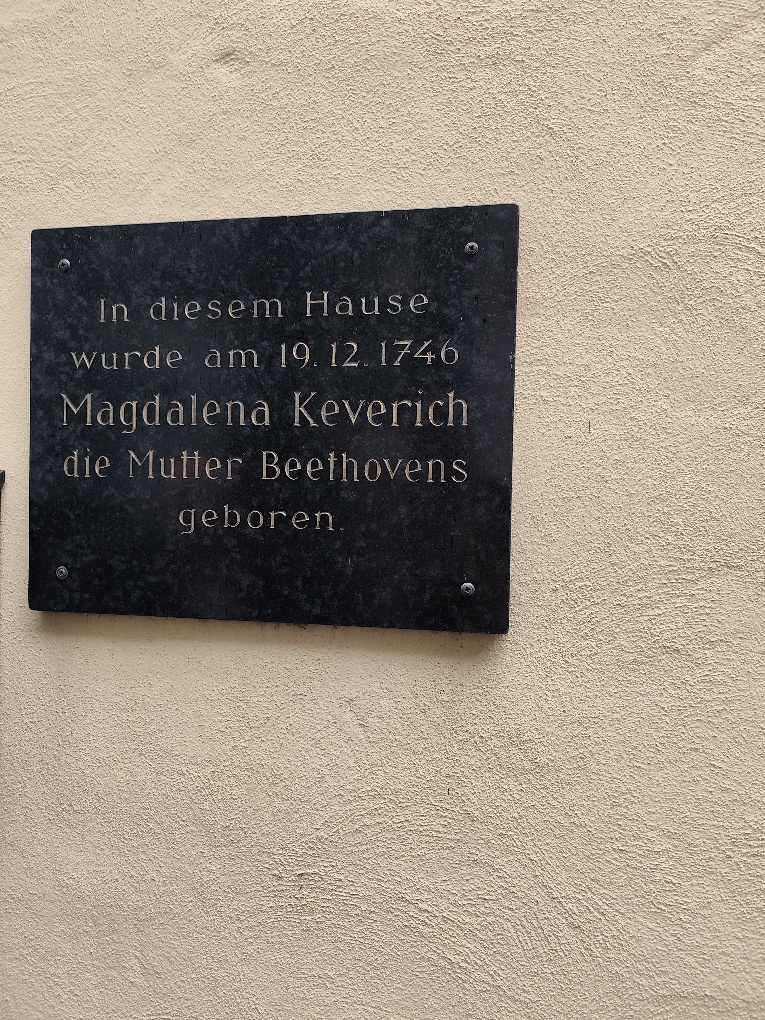 In diesem Hause
wurde am 19.12.1746
Magdalena Keverich
die Mutter Beethovens
geboren.